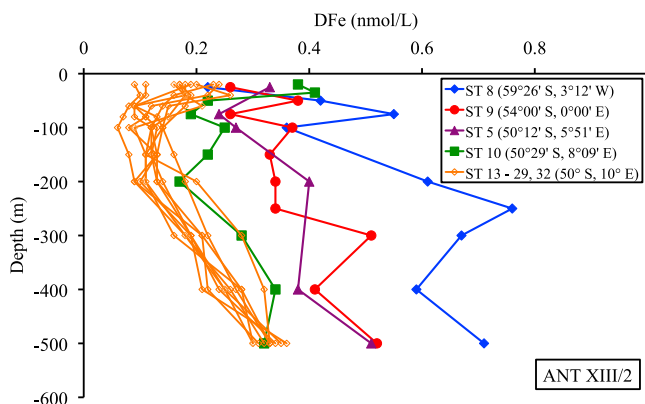 DFe (nmol/L)
0 0.2 0.4 0.6 0.8
0
-100
-200
-300
-400
-500
-600
Depth (m)
ST 8 (59°26' S, 3°12' W)
ST 9 (54°00' S, 0°00' E)
ST 5 (50°12' S, 5°51' E)
ST 10 (50°29' S, 8°09' E)
ST 13 - 29, 32 (50° S, 10° E)
ANT XIII/2